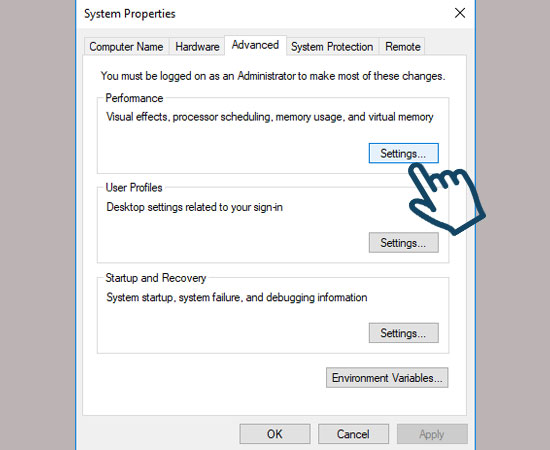 System Properties
Computer Name Hardware Advanced System Protection Remote
You must be logged on as an Administrator to make most of these changes.
Performance
Visual effects, processor scheduling, memory usage, and virtual memory
Settings...
User Profiles
Desktop settings related to your sign-in
Settings...
Startup and Recovery
System startup, system failure, and debugging information
Settings...
Environment Variables...
OK Cancel Apply